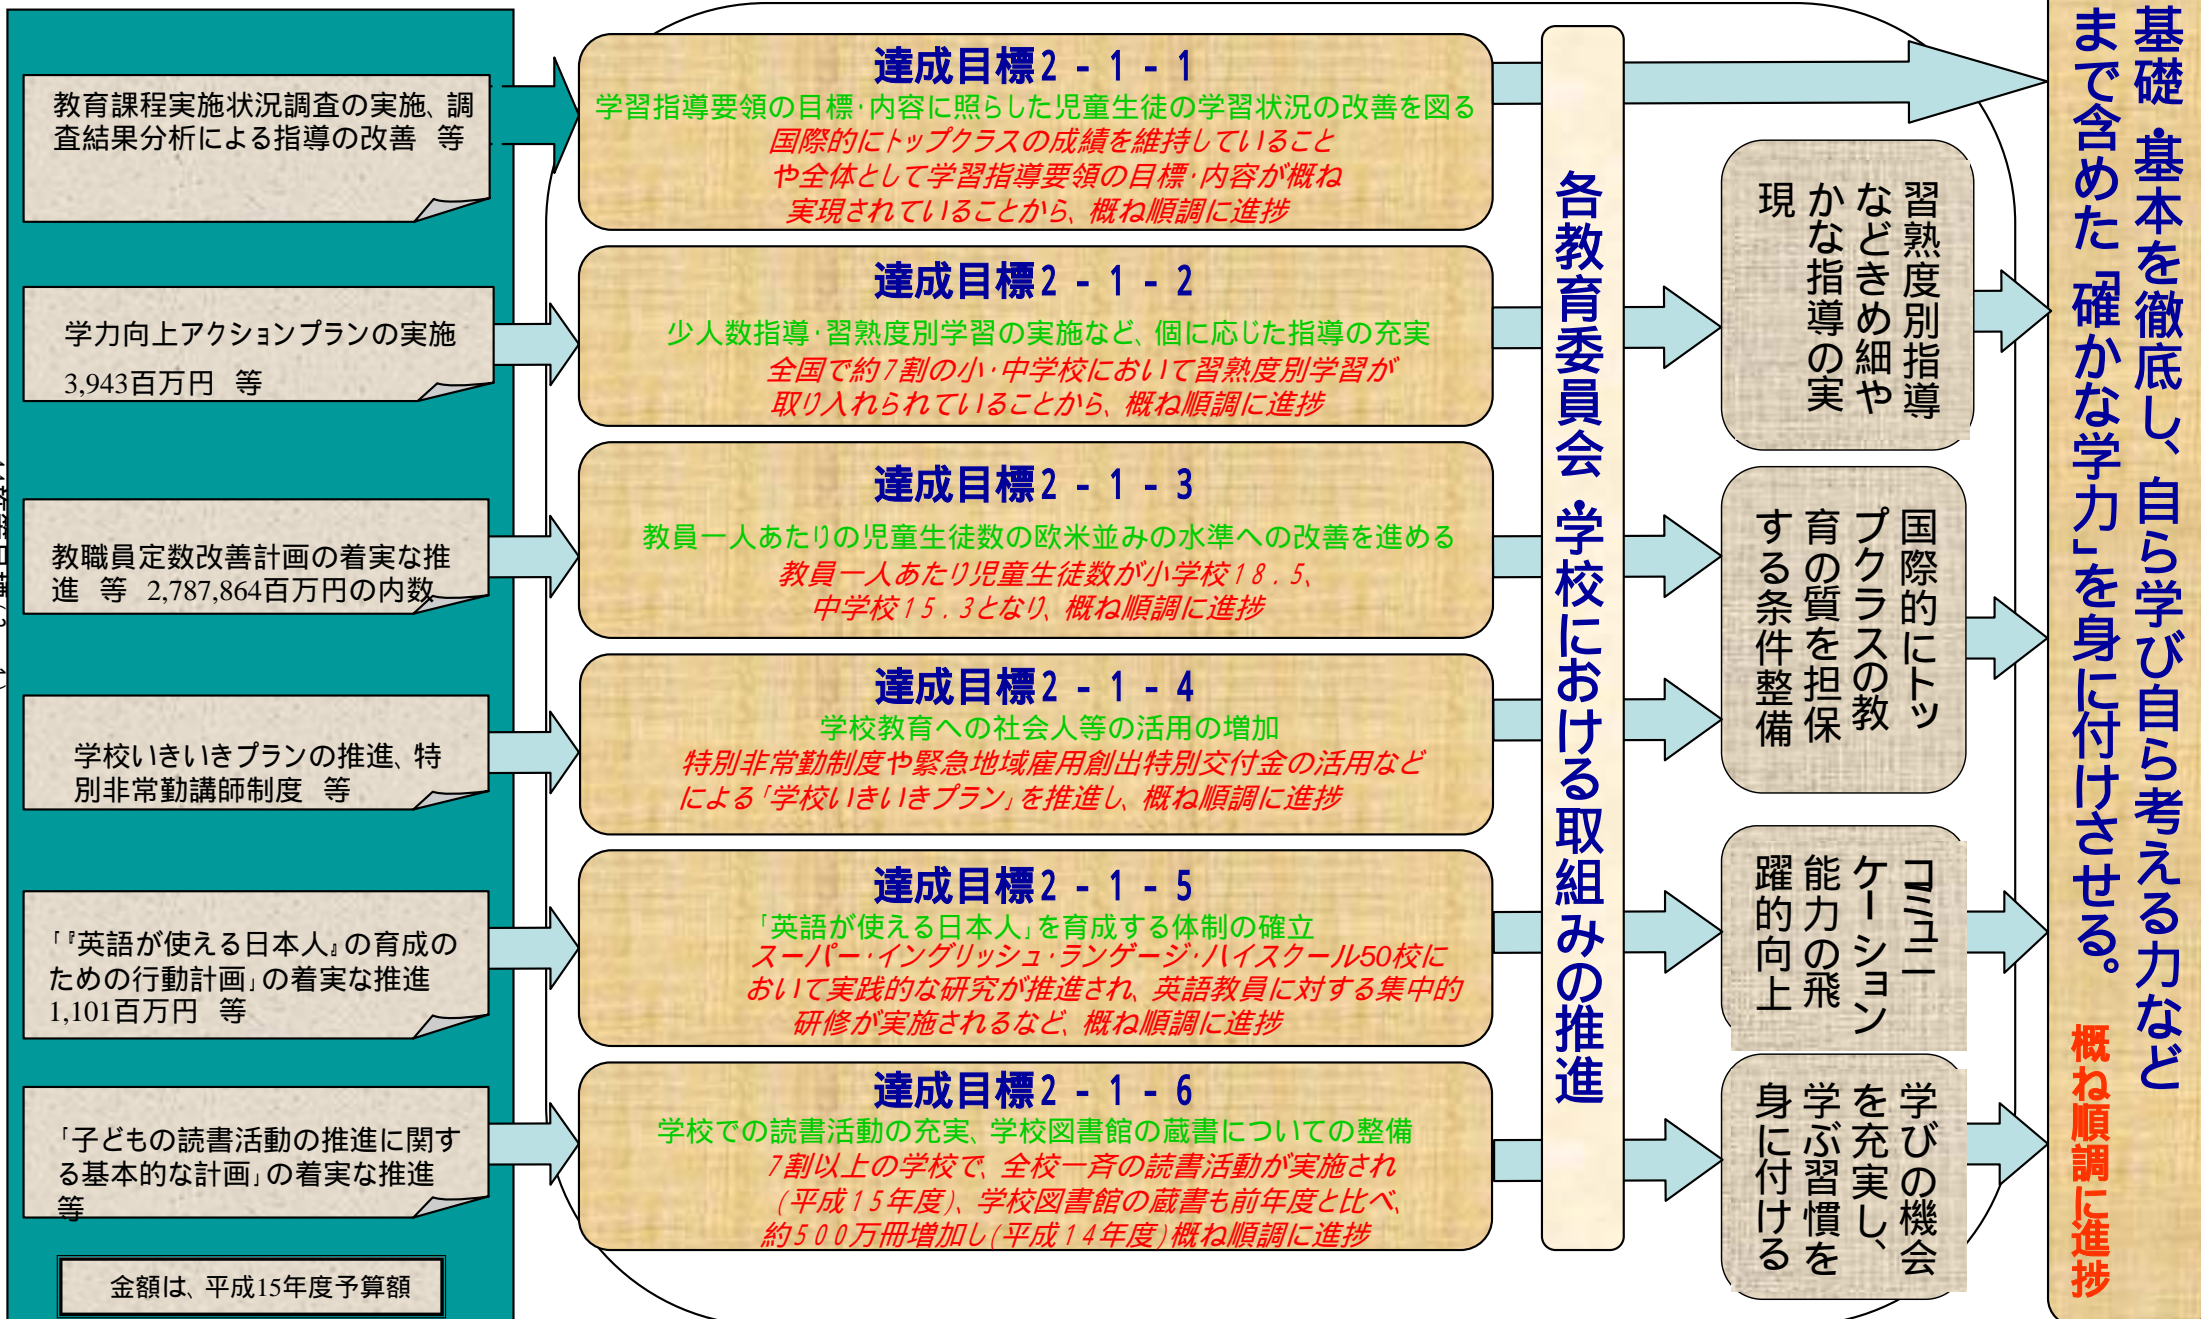 教育課程実施状況調査の実施、調
査結果分析による指導の改善　等
学力向上アクションプランの実施
3,943百万円　等
教職員定数改善計画の着実な推
進　等　2,787,864百万円の内数
学校いきいきプランの推進、特
別非常勤講師制度　等
「『英語が使える日本人』の育成の
ための行動計画」の着実な推進
1,101百万円　等
「子どもの読書活動の推進に関す
る基本的な計画」の着実な推進
等
金額は、平成15年度予算額
達成目標2－1－1
学習指導要領の目標・内容に照らした児童生徒の学習状況の改善を図る
国際的にトップクラスの成績を維持していること
や全体として学習指導要領の目標・内容が概ね
実現されていることから、概ね順調に進捗
達成目標2－1－2
少人数指導・習熟度別学習の実施など、個に応じた指導の充実
全国で約7割の小・中学校において習熟度別学習が
取り入れられていることから、概ね順調に進捗
達成目標2－1－3
教員一人あたりの児童生徒数の欧米並みの水準への改善を進める
教員一人あたり児童生徒数が小学校18．5、
中学校15．3となり、概ね順調に進捗
達成目標2－1－4
学校教育への社会人等の活用の増加
特別非常勤制度や緊急地域雇用創出特別交付金の活用など
による「学校いきいきプラン」を推進し、概ね順調に進捗
達成目標2－1－5
「英語が使える日本人」を育成する体制の確立
スーパー・イングリッシュ・ランゲージ・ハイスクール50校に
おいて実践的な研究が推進され、英語教員に対する集中的
研修が実施されるなど、概ね順調に進捗
達成目標2－1－6
学校での読書活動の充実、学校図書館の蔵書についての整備
7割以上の学校で、全校一斉の読書活動が実施され
(平成15年度)、学校図書館の蔵書も前年度と比べ、
約500万冊増加し(平成14年度)概ね順調に進捗
各教育委員会・学校における取組みの推進
習熟度別指導
などきめ細や
かな指導の実
現
国際的にトッ
プクラスの教
育の質を担保
する条件整備
コミュニ
ケーション
能力の飛
躍的向上
学びの機会
を充実し、
学ぶ習慣を
身に付ける
基礎・基本を徹底し、自ら学び自ら考える力など
まで含めた「確かな学力」を身に付けさせる。
概ね順調に進捗